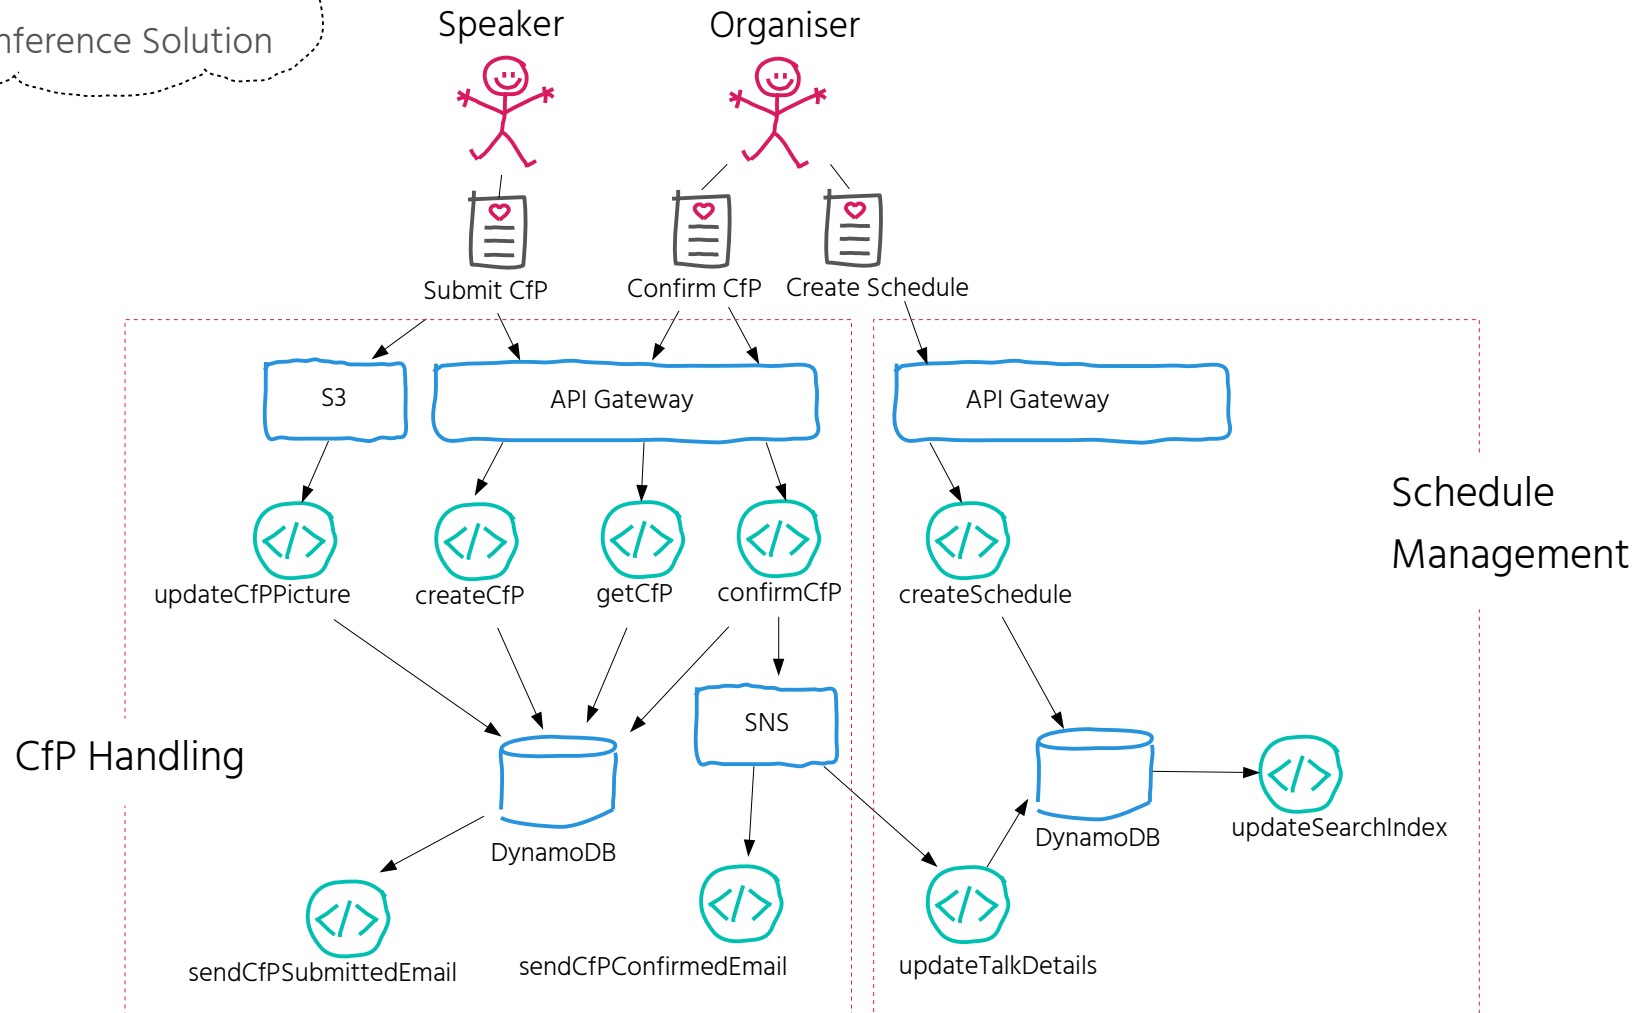 Speaker
Organiser
nference Solution
Submit CfP
Confirm CfP
Create Schedule
S3
API Gateway
API Gateway
Schedule
Management
updateCfPPicture
createCfP
getCfP
confirmCfP
createSchedule
SNS
CfP Handling
DynamoDB
DynamoDB
updateSearchIndex
sendCfPSubmittedEmail
sendCfPConfirmedEmail
updateTalkDetails